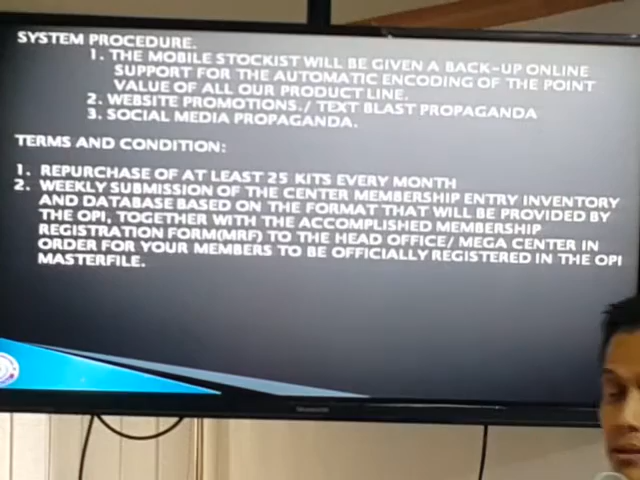 SYSTEM PROCEDURE.
1. THE MOBILE STOCKIST WILL BE GIVEN A BACK-UP ONLINE
SUPPORT FOR THE AUTOMATIC ENCODING OF THE POINT
VALUE OF ALL OUR PRODUCT LINE.
2. WEBSITE PROMOTIONS./ TEXT BLAST PROPAGANDA
3. SOCIAL MEDIA PROPAGANDA.
TERMS AND CONDITION:
1. REPURCHASE OF AT LEAST 25 KITS EVERY MONTH
2. WEEKLY SUBMISSION OF THE CENTER MEMBERSHIP ENTRY INVENTORY
AND DATABASE BASED ON THE FORMAT THAT WILL BE PROVIDED BY
THE OPI, TOGETHER WITH THE ACCOMPLISHED MEMBERSHIP
REGISTRATION FORM(MRF) TO THE HEAD OFFICE/ MEGA CENTER IN
ORDER FOR YOUR MEMBERS TO BE OFFICIALLY REGISTERED IN THE OPI
MASTERFILE.